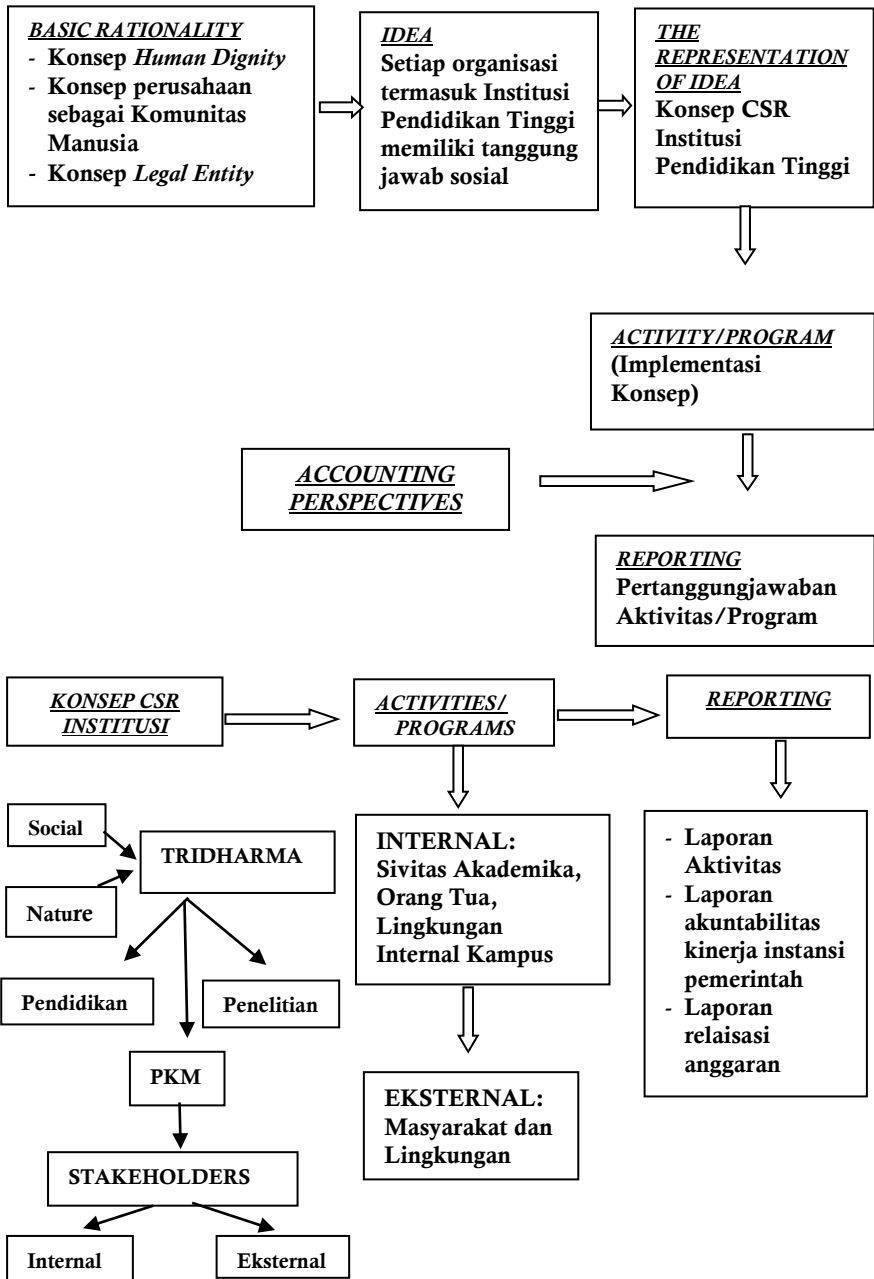 BASIC RATIONALITY
- Konsep Human Dignity
- Konsep perusahaan
sebagai Komunitas
Manusia
- Konsep Legal Entity
IDEA
Setiap organisasi
termasuk Institusi
Pendidikan Tinggi
memiliki tanggung
jawab sosial
THE
REPRESENTATION
OF IDEA
Konsep CSR
Institusi
Pendidikan Tinggi
ACTIVITY/PROGRAM
(Implementasi
Konsep)
ACCOUNTING
PERSPECTIVES
REPORTING
Pertanggungjawaban
Aktivitas/Program
KONSEP CSR
INSTITUSI
ACTIVITIES/
PROGRAMS
REPORTING
Social
Nature
TRIDHARMA
Pendidikan
Penelitian
PKM
STAKEHOLDERS
Internal
Eksternal
INTERNAL:
Sivitas Akademika,
Orang Tua,
Lingkungan
Internal Kampus
EKSTERNAL:
Masyarakat dan
Lingkungan
- Laporan
Aktivitas
- Laporan
akuntabilitas
kinerja instansi
pemerintah
- Laporan
relaisasi
anggaran